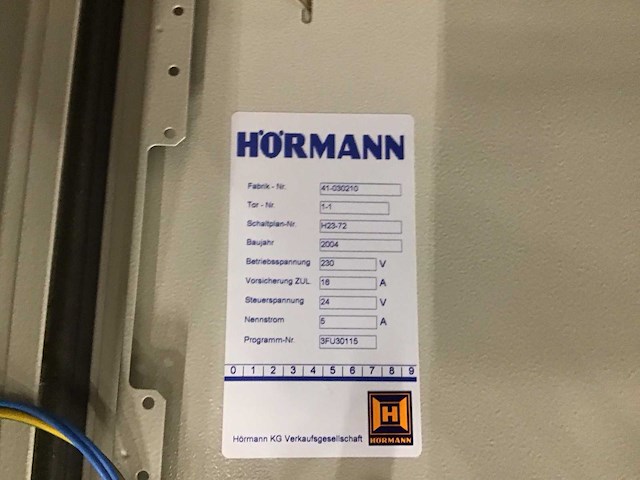 HÖRMANN
Fabrik - Nr. 41-030210
Tor - Nr. 1-1
Schaltplan-Nr. H23-72
Baujahr 2004
Betriebsspannung 230 V
Vorsicherung ZUL. 16 A
Steuerspannung 24 V
Nennstrom 5 A
Programm-Nr. 3FU30115
0 1 2 3 4 5 6 7 8 9
H
HÖRMANN
Hörmann KG Verkaufsgesellschaft